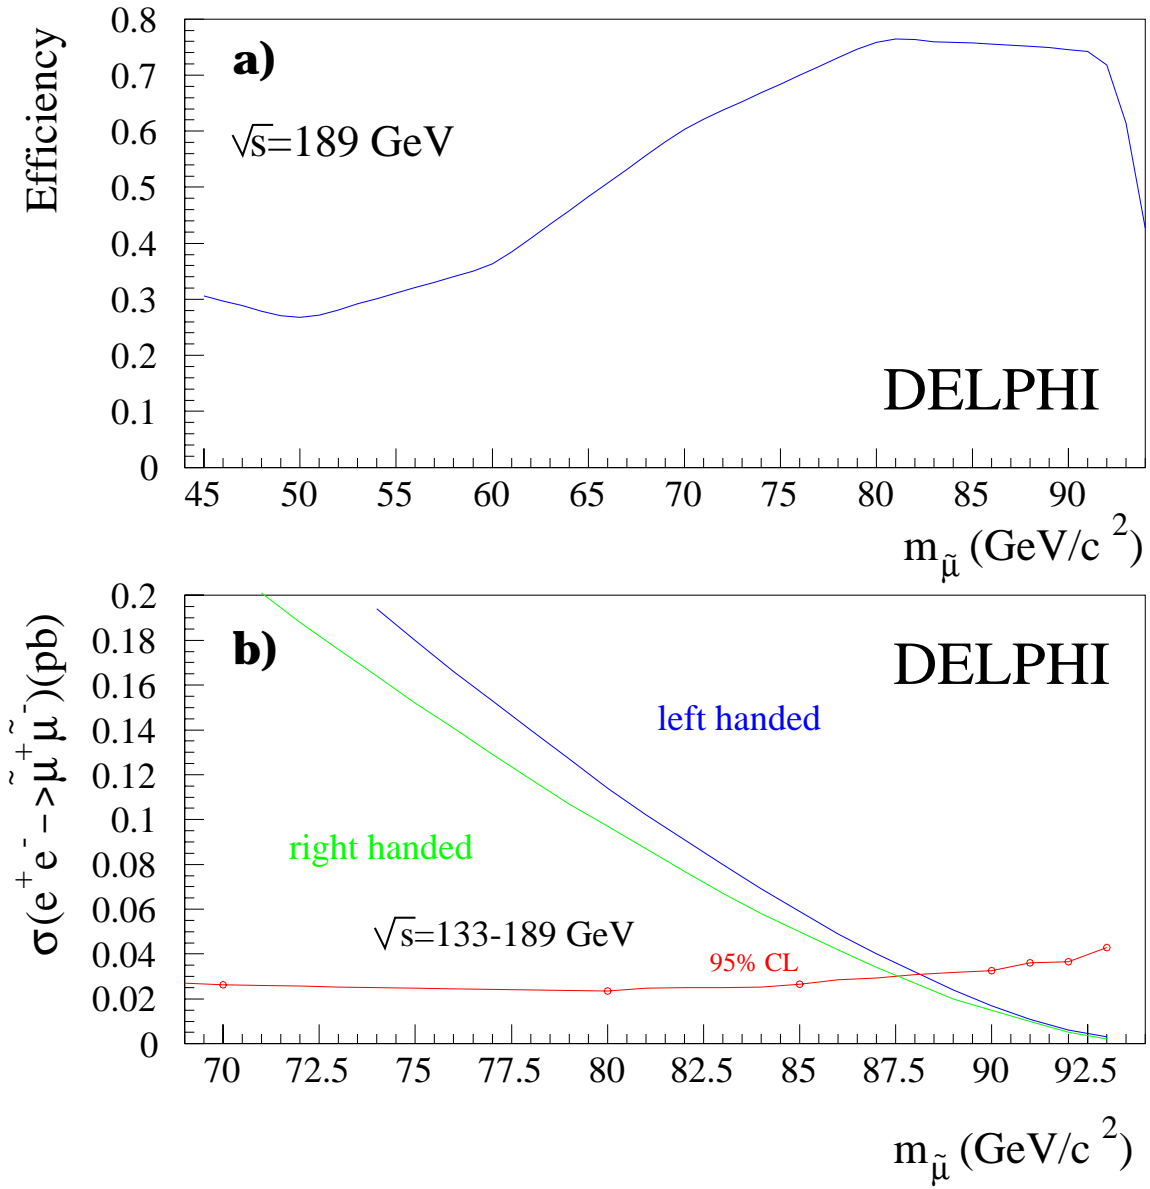 Efficiency
a)
√s=189 GeV
DELPHI
0.8
0.7
0.6
0.5
0.4
0.3
0.2
0.1
0
45 50 55 60 65 70 75 80 85 90
m_μ̃ (GeV/c ²)
σ(e⁺e⁻−>μ̃⁺μ̃⁻)(pb)
b)
DELPHI
left handed
right handed
√s=133-189 GeV
95% CL
0.2
0.18
0.16
0.14
0.12
0.1
0.08
0.06
0.04
0.02
0
70 72.5 75 77.5 80 82.5 85 87.5 90 92.5
m_μ̃ (GeV/c ²)